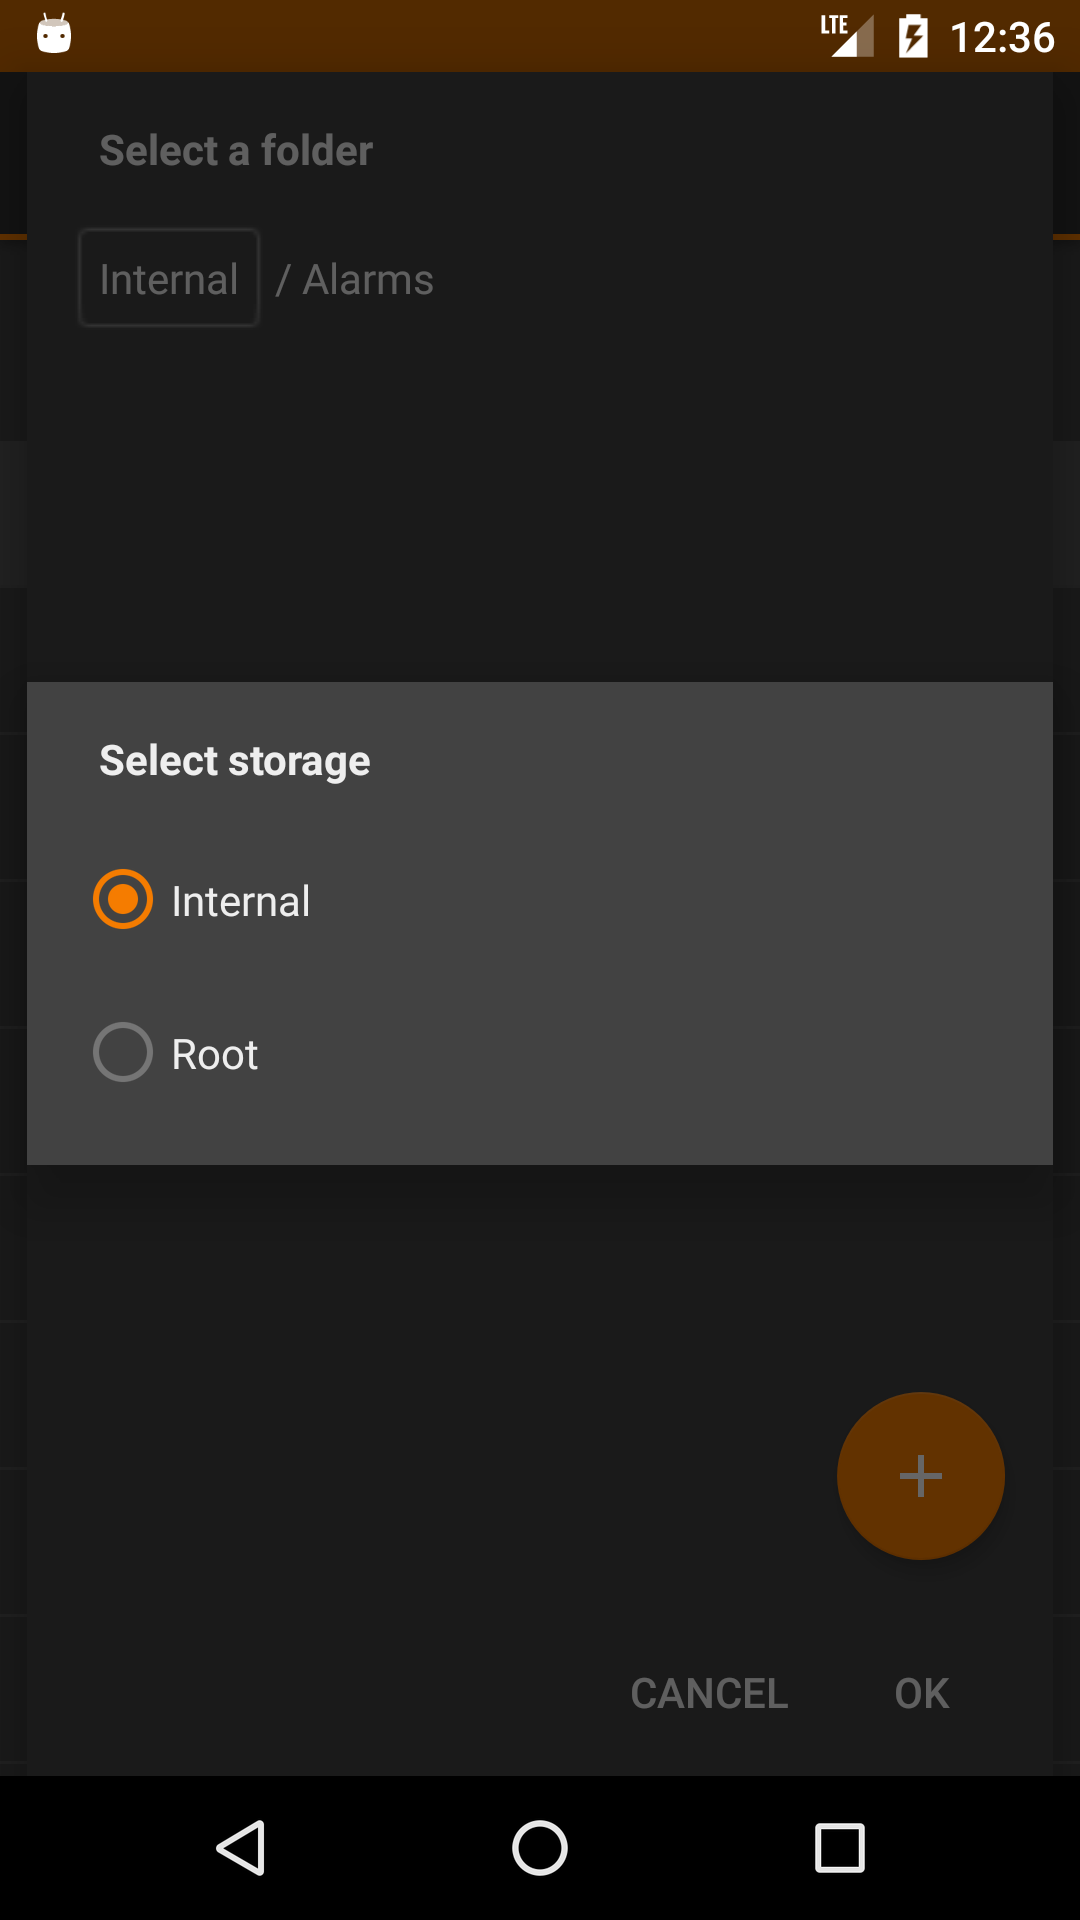 LTE 12:36
Select a folder
Internal / Alarms
Select storage
Internal
Root
CANCEL OK